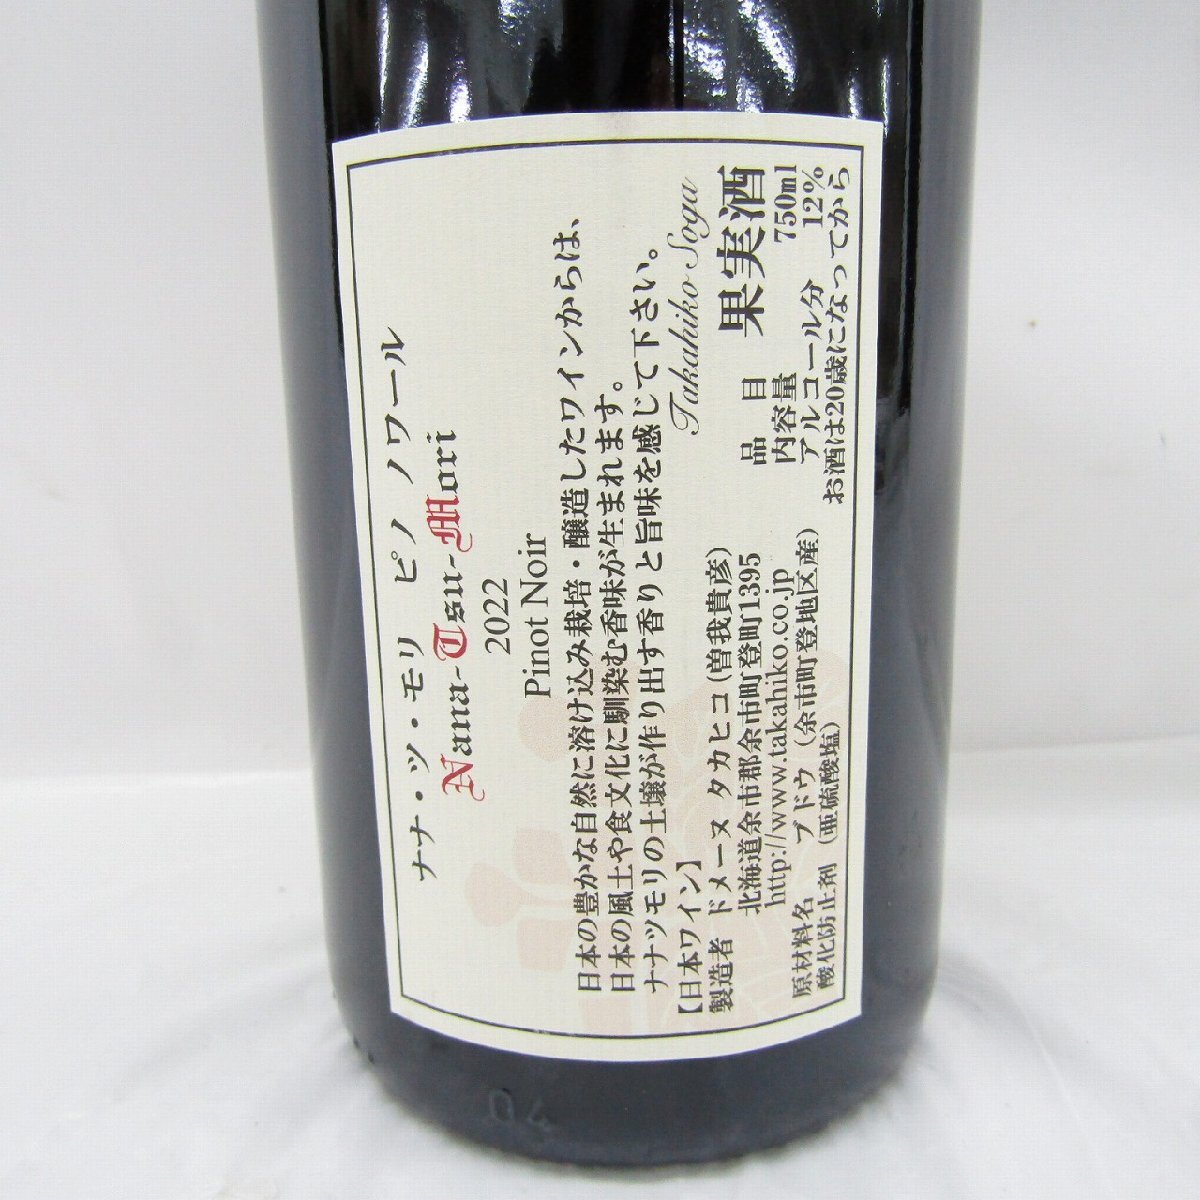 ナナ・ツ・モリ ピノ ノワール
Nana-Tsu-Mori
2022
Pinot Noir
日本の豊かな自然に溶け込み栽培・醸造したワインからは、
日本の風土や食文化に馴染む香味が生まれます。
ナナツモリの土壌が作り出す香りと旨味を感じて下さい。
Takahiko Soga
【日本ワイン】
製造者 ドメーヌ タカヒコ(曽我貴彦)
北海道余市郡余市町登町1395
http://www.takahiko.co.jp
原材料名 ブドウ (余市町登地区産)
酸化防止剤 (亜硫酸塩)
品目 果実酒
内容量 750ml
アルコール分 12%
お酒は20歳になってから
04